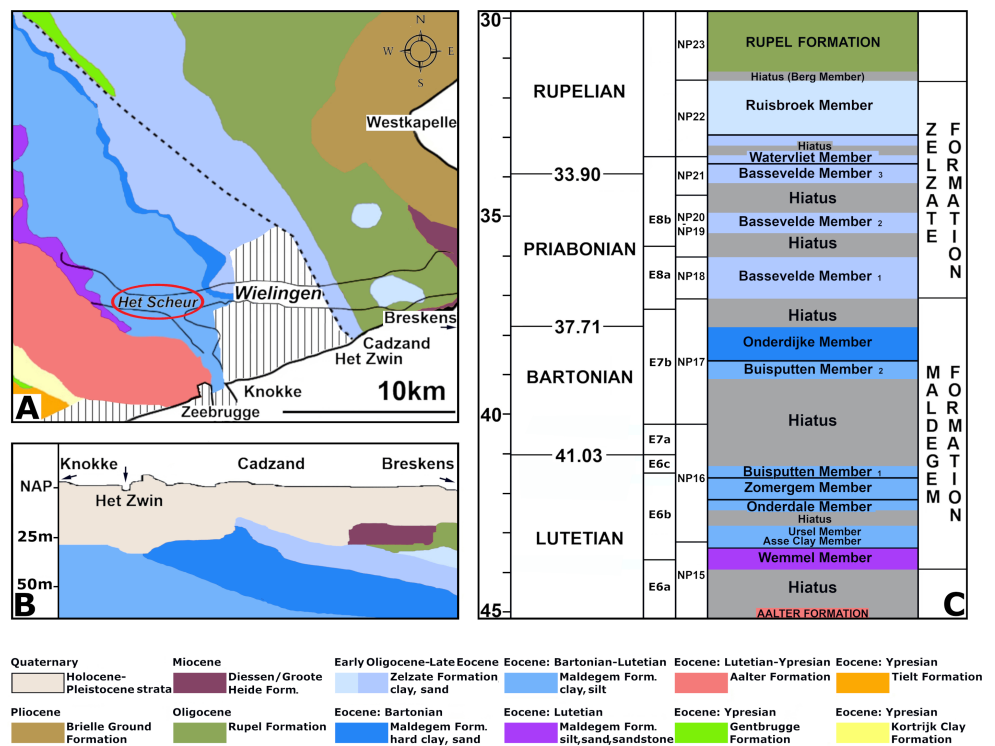 N
W E
S
Westkapelle
Het Scheur
Wielingen
Breskens
Cadzand
Het Zwin
10km
Knokke
Zeebrugge
A
Knokke
Cadzand
Breskens
NAP
Het Zwin
25m
50m
B
30
35
40
45
RUPELIAN
33.90
PRIABONIAN
37.71
BARTONIAN
41.03
LUTETIAN
E8b
E8a
E7b
E7a
E6c
E6b
E6a
NP23
NP22
NP21
NP20
NP19
NP18
NP17
NP16
NP15
RUPEL FORMATION
Hiatus (Berg Member)
Ruisbroek Member
Hiatus
Watervliet Member
Bassevelde Member 3
Hiatus
Bassevelde Member 2
Hiatus
Bassevelde Member 1
Hiatus
Onderdijke Member
Buisputten Member 2
Hiatus
Buisputten Member 1
Zomergem Member
Onderdale Member
Hiatus
Ursel Member
Asse Clay Member
Wemmel Member
Hiatus
AALTER FORMATION
ZELZATE
FORMATION
MALDEGEM
FORMATION
C
Quaternary
Holocene-
Pleistocene strata
Miocene
Diessen/Groote
Heide Form.
Early Oligocene-Late Eocene
Zelzate Formation
clay, sand
Eocene: Bartonian-Lutetian
Maldegem Form.
clay,silt
Eocene: Lutetian-Ypresian
Aalter Formation
Eocene: Ypresian
Tielt Formation
Pliocene
Brielle Ground
Formation
Oligocene
Rupel Formation
Eocene: Bartonian
Maldegem Form.
hard clay, sand
Eocene: Lutetian
Maldegem Form.
silt,sand,sandstone
Eocene: Ypresian
Gentbrugge
Formation
Eocene: Ypresian
Kortrijk Clay
Formation